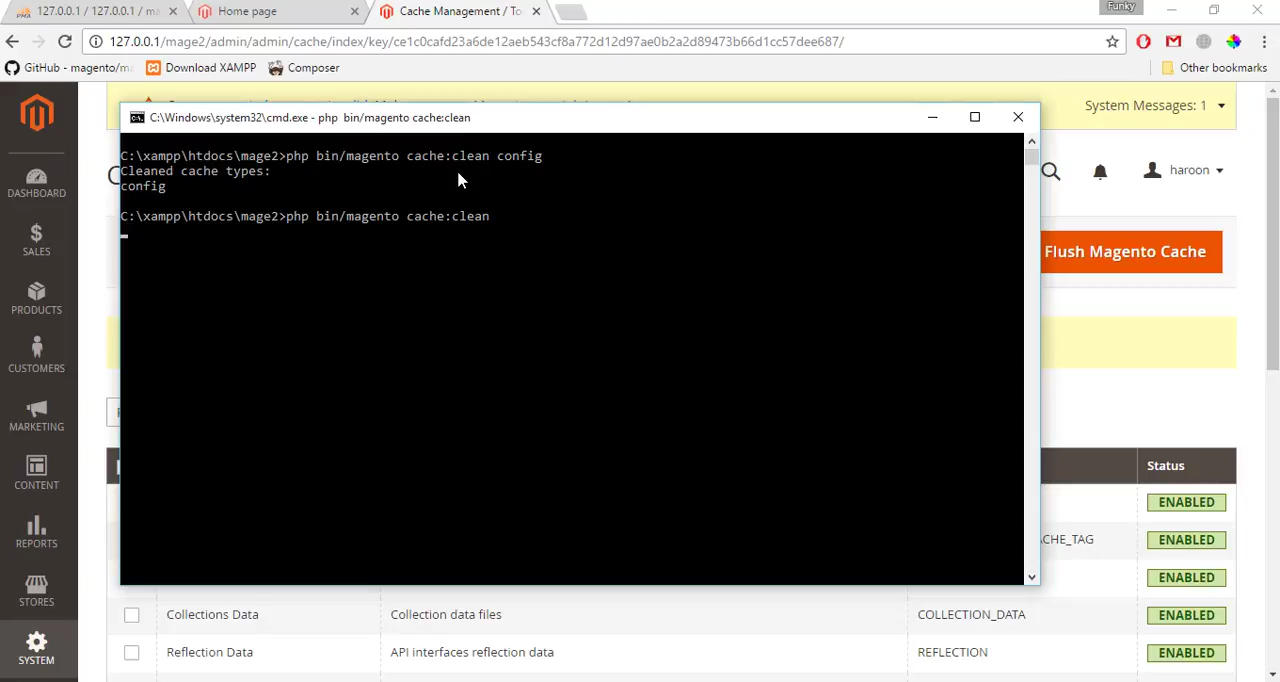 127.0.0.1 / 127.0.0.1 / ma
Home page
Cache Management / To
Funky
127.0.0.1/mage2/admin/admin/cache/index/key/ce1c0cafd23a6de12aeb543cf8a772d12d97ae0b2a2d89473b66d1cc57dee687/
GitHub - magento/m
Download XAMPP
Composer
Other bookmarks
System Messages: 1
C:\Windows\system32\cmd.exe - php bin/magento cache:clean
C:\xampp\htdocs\mage2>php bin/magento cache:clean config
Cleaned cache types:
config
C:\xampp\htdocs\mage2>php bin/magento cache:clean
haroon
Flush Magento Cache
DASHBOARD
SALES
PRODUCTS
CUSTOMERS
MARKETING
CONTENT
REPORTS
STORES
SYSTEM
Status
ENABLED
ACHE_TAG ENABLED
ENABLED
Collections Data Collection data files COLLECTION_DATA ENABLED
Reflection Data API interfaces reflection data REFLECTION ENABLED